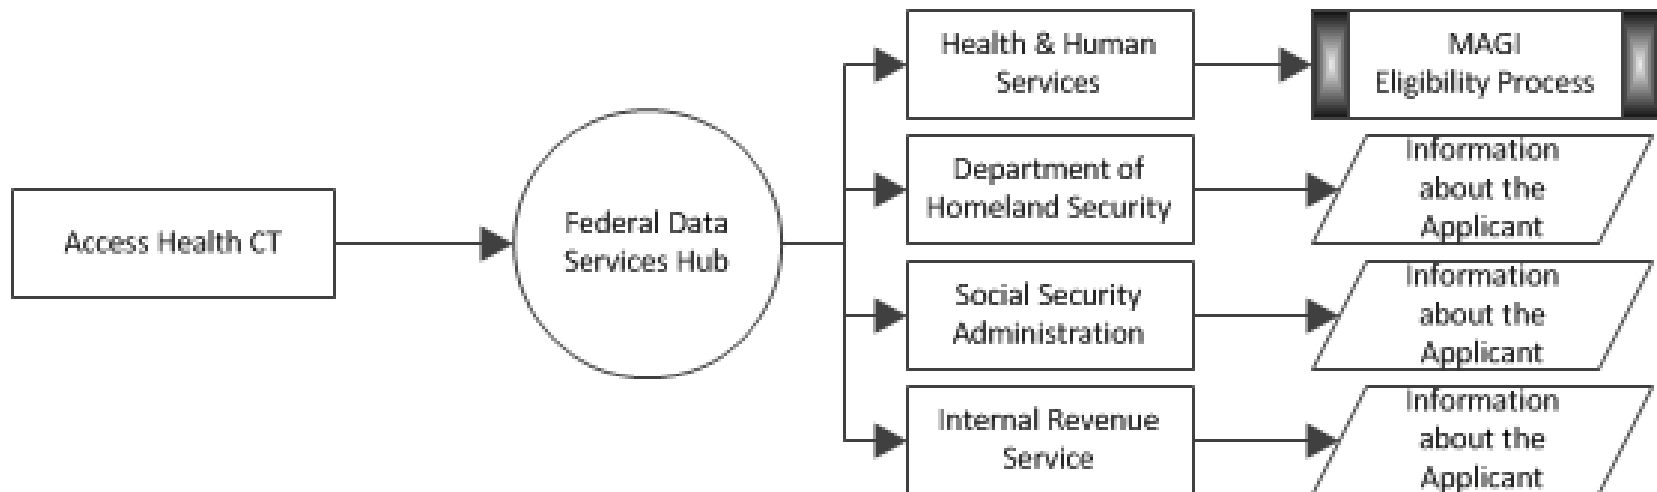 Access Health CT
Federal Data
Services Hub
Health & Human
Services
MAGI
Eligibility Process
Department of
Homeland Security
Information
about the
Applicant
Social Security
Administration
Information
about the
Applicant
Internal Revenue
Service
Information
about the
Applicant